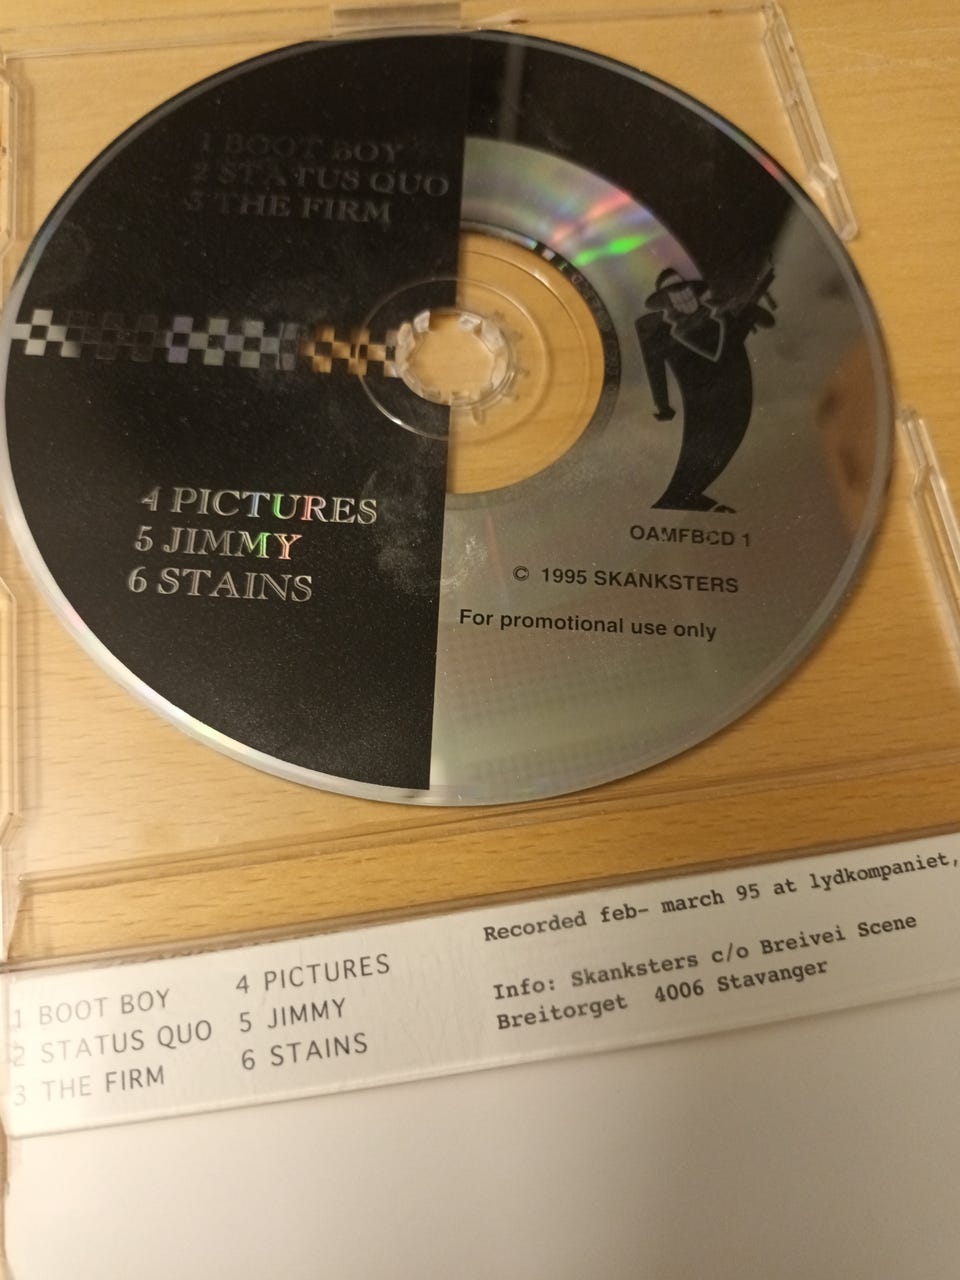 1 BOOT BOY
2 STATUS QUO
3 THE FIRM
4 PICTURES
5 JIMMY
6 STAINS
OAMFBCD 1
© 1995 SKANKSTERS
For promotional use only
1 BOOT BOY
2 STATUS QUO
3 THE FIRM
4 PICTURES
5 JIMMY
6 STAINS
Recorded feb- march 95 at lydkompaniet,
Info: Skanksters c/o Breivei Scene
Breitorget 4006 Stavanger